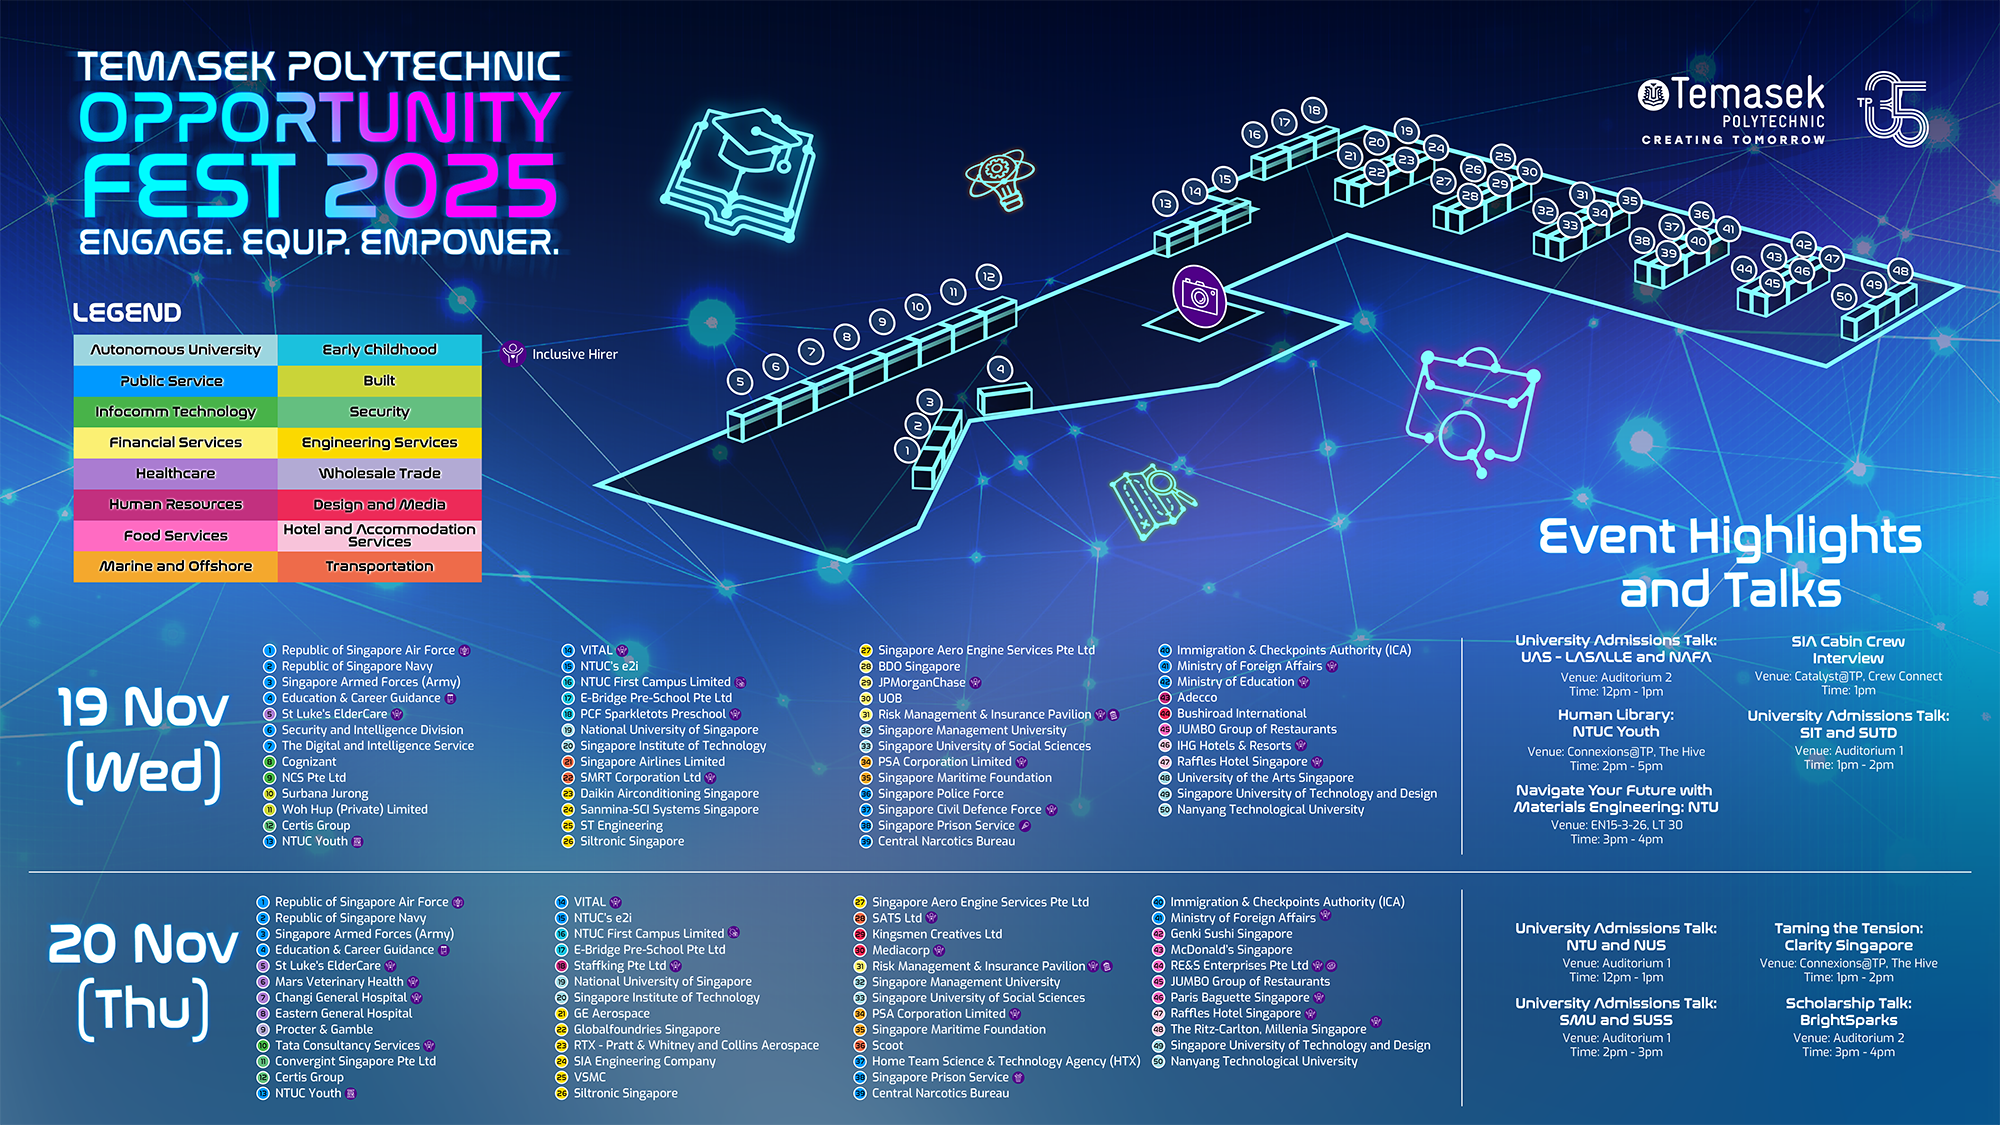 TEMASEK POLYTECHNIC
OPPORTUNITY
FEST 2025
ENGAGE. EQUIP. EMPOWER.
Temasek
POLYTECHNIC
CREATING TOMORROW
TP 35
LEGEND
Autonomous University
Early Childhood
Public Service
Built
Infocomm Technology
Security
Financial Services
Engineering Services
Healthcare
Wholesale Trade
Human Resources
Design and Media
Food Services
Hotel and Accommodation
Services
Marine and Offshore
Transportation
Inclusive Hirer
1
2
3
4
5
6
7
8
9
10
11
12
13
14
15
16
17
18
19
20
21
22
23
24
25
26
27
28
29
30
31
32
33
34
35
36
37
38
39
40
41
42
43
44
45
46
47
48
49
50
Event Highlights
and Talks
19 Nov
(Wed)
1 Republic of Singapore Air Force
2 Republic of Singapore Navy
3 Singapore Armed Forces (Army)
4 Education & Career Guidance
5 St Luke's ElderCare
6 Security and Intelligence Division
7 The Digital and Intelligence Service
8 Cognizant
9 NCS Pte Ltd
10 Surbana Jurong
11 Woh Hup (Private) Limited
12 Certis Group
13 NTUC Youth
14 VITAL
15 NTUC's e2i
16 NTUC First Campus Limited
17 E-Bridge Pre-School Pte Ltd
18 PCF Sparkletots Preschool
19 National University of Singapore
20 Singapore Institute of Technology
21 Singapore Airlines Limited
22 SMRT Corporation Ltd
23 Daikin Airconditioning Singapore
24 Sanmina-SCI Systems Singapore
25 ST Engineering
26 Siltronic Singapore
27 Singapore Aero Engine Services Pte Ltd
28 BDO Singapore
29 JPMorganChase
30 UOB
31 Risk Management & Insurance Pavilion
32 Singapore Management University
33 Singapore University of Social Sciences
34 PSA Corporation Limited
35 Singapore Maritime Foundation
36 Singapore Police Force
37 Singapore Civil Defence Force
38 Singapore Prison Service
39 Central Narcotics Bureau
40 Immigration & Checkpoints Authority (ICA)
41 Ministry of Foreign Affairs
42 Ministry of Education
43 Adecco
44 Bushiroad International
45 JUMBO Group of Restaurants
46 IHG Hotels & Resorts
47 Raffles Hotel Singapore
48 University of the Arts Singapore
49 Singapore University of Technology and Design
50 Nanyang Technological University
University Admissions Talk:
UAS - LASALLE and NAFA
Venue: Auditorium 2
Time: 12pm - 1pm
Human Library:
NTUC Youth
Venue: Connexions@TP, The Hive
Time: 2pm - 5pm
Navigate Your Future with
Materials Engineering: NTU
Venue: EN15-3-26, LT 30
Time: 3pm - 4pm
SIA Cabin Crew
Interview
Venue: Catalyst@TP, Crew Connect
Time: 1pm
University Admissions Talk:
SIT and SUTD
Venue: Auditorium 1
Time: 1pm - 2pm
20 Nov
(Thu)
1 Republic of Singapore Air Force
2 Republic of Singapore Navy
3 Singapore Armed Forces (Army)
4 Education & Career Guidance
5 St Luke's ElderCare
6 Mars Veterinary Health
7 Changi General Hospital
8 Eastern General Hospital
9 Procter & Gamble
10 Tata Consultancy Services
11 Convergint Singapore Pte Ltd
12 Certis Group
13 NTUC Youth
14 VITAL
15 NTUC's e2i
16 NTUC First Campus Limited
17 E-Bridge Pre-School Pte Ltd
18 Staffking Pte Ltd
19 National University of Singapore
20 Singapore Institute of Technology
21 GE Aerospace
22 Globalfoundries Singapore
23 RTX - Pratt & Whitney and Collins Aerospace
24 SIA Engineering Company
25 VSMC
26 Siltronic Singapore
27 Singapore Aero Engine Services Pte Ltd
28 SATS Ltd
29 Kingsmen Creatives Ltd
30 Mediacorp
31 Risk Management & Insurance Pavilion
32 Singapore Management University
33 Singapore University of Social Sciences
34 PSA Corporation Limited
35 Singapore Maritime Foundation
36 Scoot
37 Home Team Science & Technology Agency (HTX)
38 Singapore Prison Service
39 Central Narcotics Bureau
40 Immigration & Checkpoints Authority (ICA)
41 Ministry of Foreign Affairs
42 Genki Sushi Singapore
43 McDonald's Singapore
44 RE&S Enterprises Pte Ltd
45 JUMBO Group of Restaurants
46 Paris Baguette Singapore
47 Raffles Hotel Singapore
48 The Ritz-Carlton, Millenia Singapore
49 Singapore University of Technology and Design
50 Nanyang Technological University
University Admissions Talk:
NTU and NUS
Venue: Auditorium 1
Time: 12pm - 1pm
University Admissions Talk:
SMU and SUSS
Venue: Auditorium 1
Time: 2pm - 3pm
Taming the Tension:
Clarity Singapore
Venue: Connexions@TP, The Hive
Time: 1pm - 2pm
Scholarship Talk:
BrightSparks
Venue: Auditorium 2
Time: 3pm - 4pm